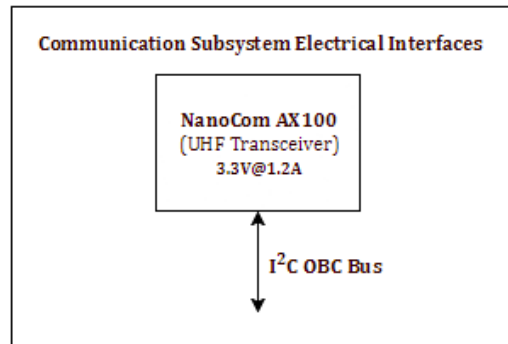 Communication Subsystem Electrical Interfaces
NanoCom AX100
(UHF Transceiver)
3.3V@1.2A
I²C OBC Bus